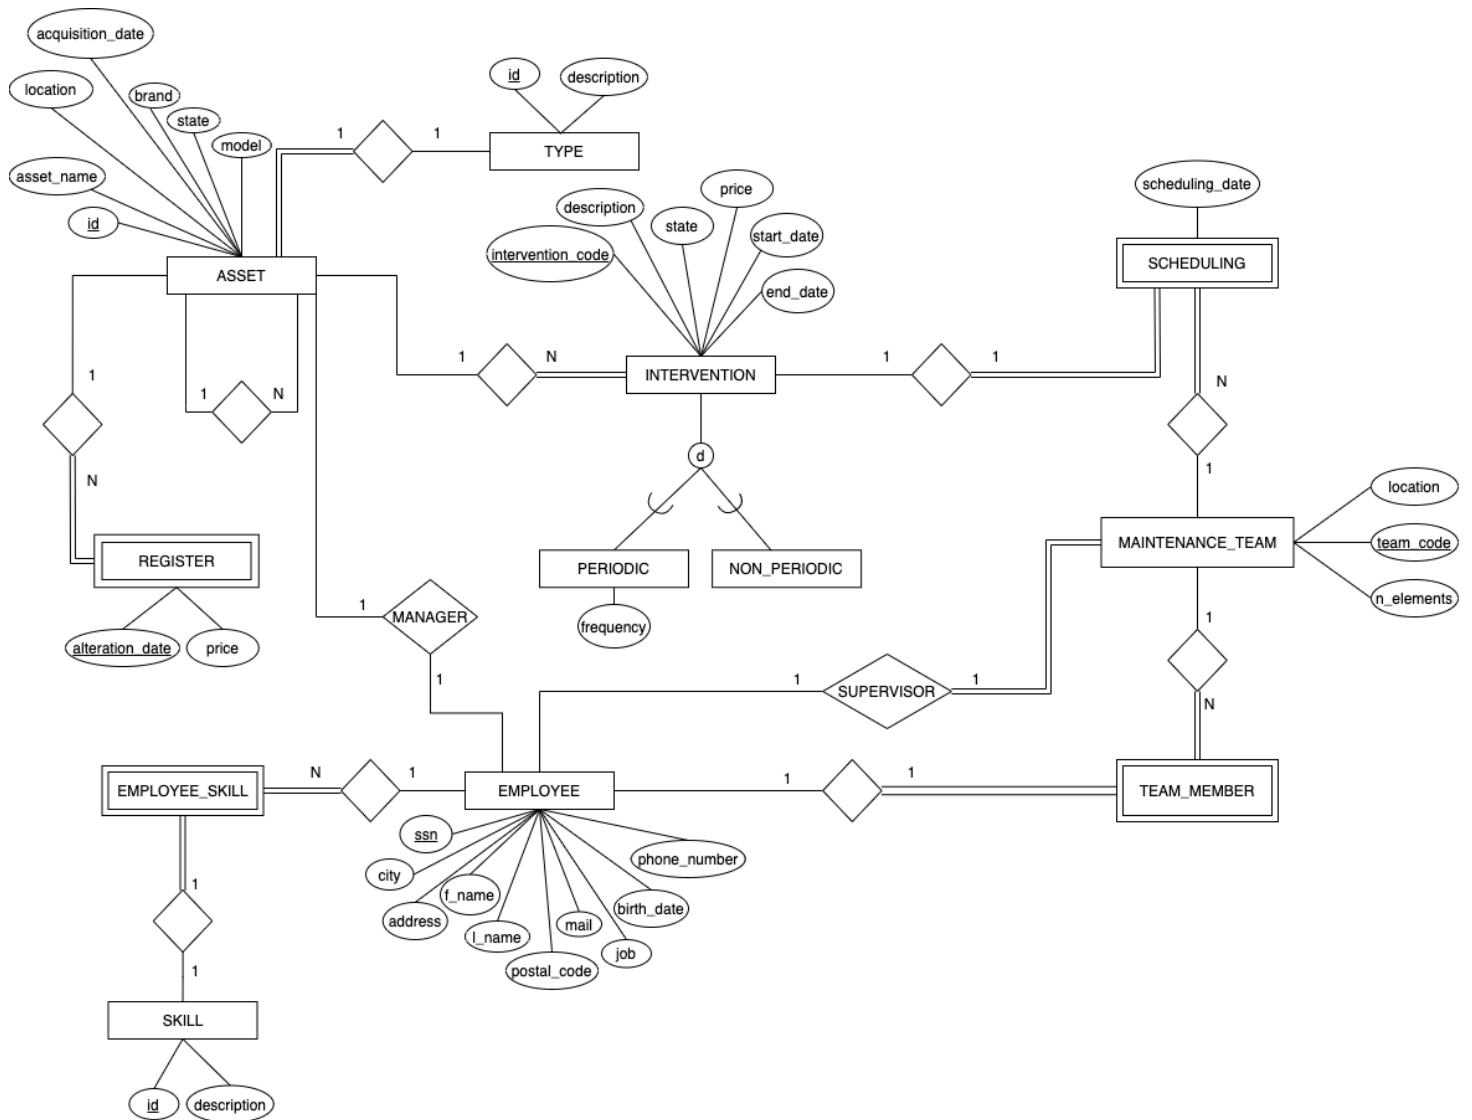 acquisition_date
location
brand
state
model
asset_name
id
ASSET
1
1
id
description
TYPE
description
state
price
start_date
end_date
intervention_code
INTERVENTION
1
N
1
1
scheduling_date
SCHEDULING
N
1
1
N
1
N
REGISTER
alteration_date
price
d
PERIODIC
NON_PERIODIC
frequency
MAINTENANCE_TEAM
location
team_code
n_elements
1
MANAGER
1
1
SUPERVISOR
1
1
N
TEAM_MEMBER
1
1
EMPLOYEE_SKILL
N
1
EMPLOYEE
ssn
city
address
f_name
l_name
postal_code
mail
job
birth_date
phone_number
1
1
SKILL
id
description